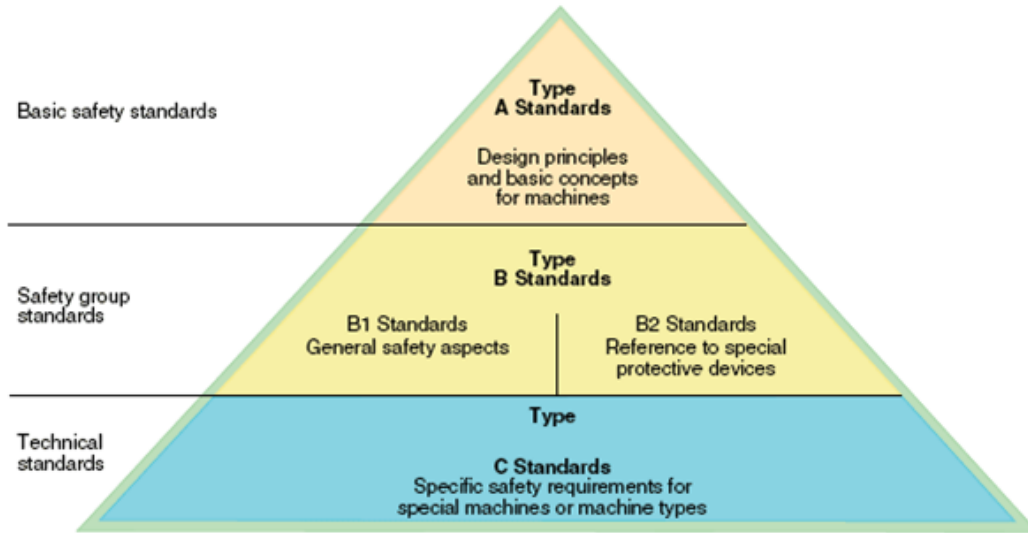 Basic safety standards
Type
A Standards
Design principles
and basic concepts
for machines
Safety group
standards
Type
B Standards
B1 Standards
General safety aspects
B2 Standards
Reference to special
protective devices
Technical
standards
Type
C Standards
Specific safety requirements for
special machines or machine types